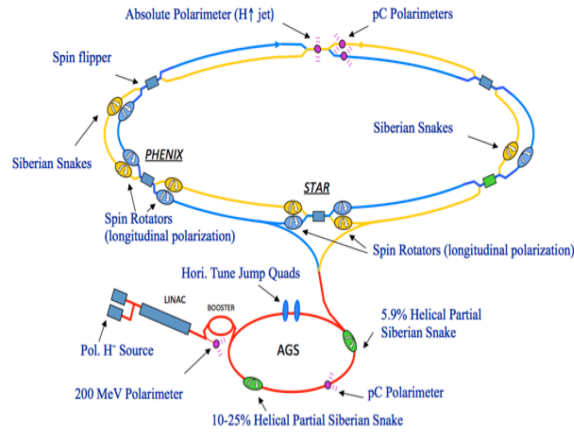 Absolute Polarimeter (H↑ jet)
pC Polarimeters
Spin flipper
Siberian Snakes
Siberian Snakes
PHENIX
STAR
Spin Rotators
(longitudinal polarization)
Spin Rotators (longitudinal polarization)
Hori. Tune Jump Quads
LINAC
BOOSTER
5.9% Helical Partial
Siberian Snake
AGS
Pol. H⁻ Source
200 MeV Polarimeter
pC Polarimeter
10-25% Helical Partial Siberian Snake